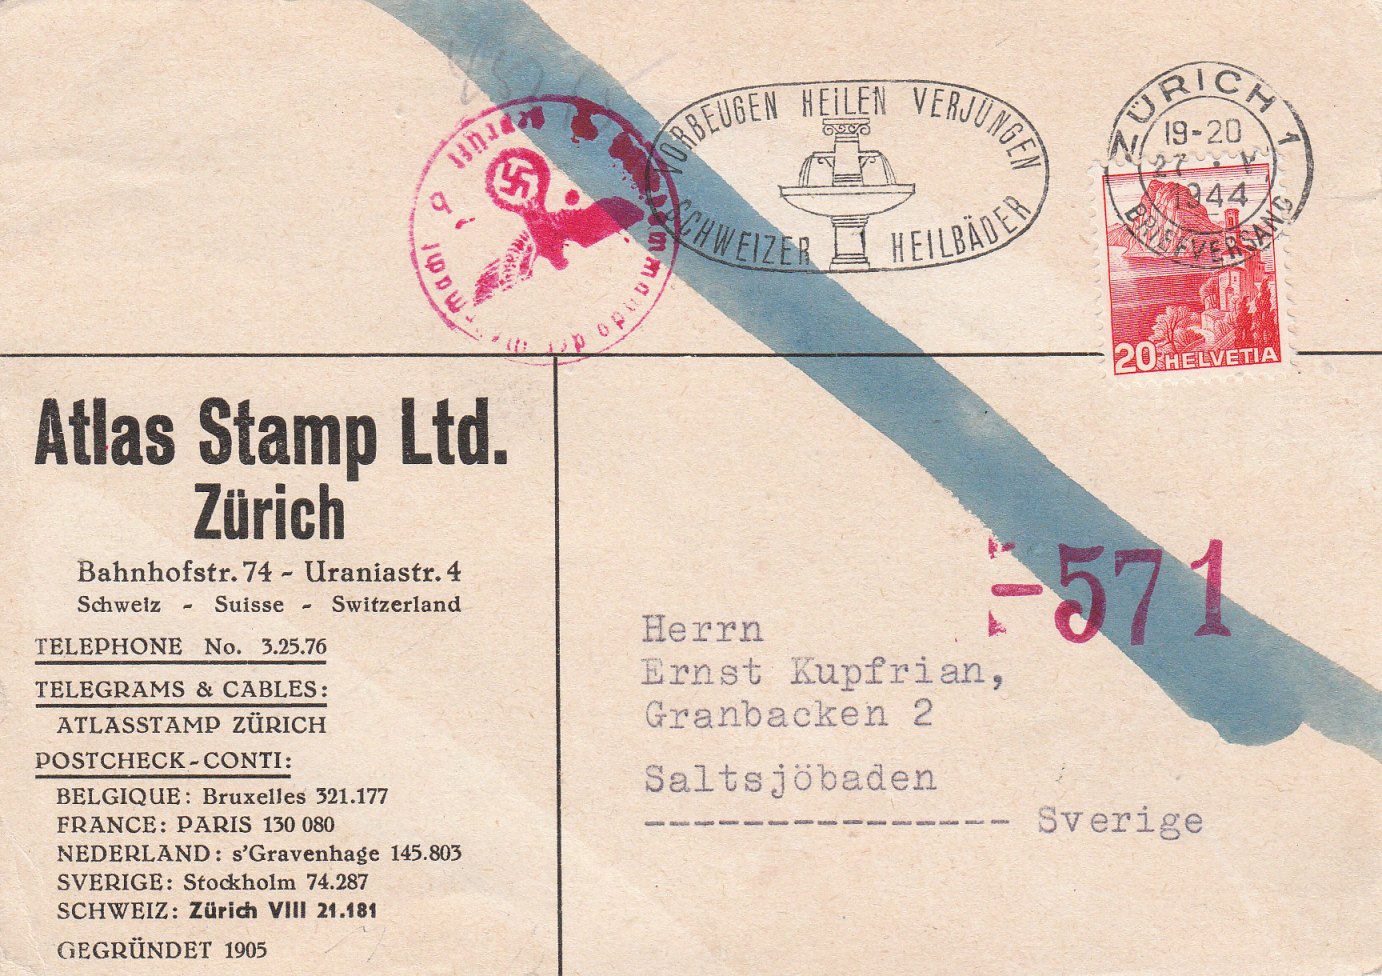 VORBEUGEN HEILEN VERJÜNGEN
SCHWEIZER HEILBÄDER
ZÜRICH 1
19-20
27
1944
BRIEFVERSAND
20 HELVETIA
Atlas Stamp Ltd.
Zürich
Bahnhofstr. 74 - Uraniastr. 4
Schweiz - Suisse - Switzerland
TELEPHONE No. 3.25.76
TELEGRAMS & CABLES:
ATLASSTAMP ZÜRICH
POSTCHECK-CONTI:
BELGIQUE: Bruxelles 321.177
FRANCE: PARIS 130 080
NEDERLAND: s'Gravenhage 145.803
SVERIGE: Stockholm 74.287
SCHWEIZ: Zürich VIII 21.181
GEGRÜNDET 1905
-571
Herrn
Ernst Kupfrian,
Granbacken 2
Saltsjöbaden
--------------- Sverige